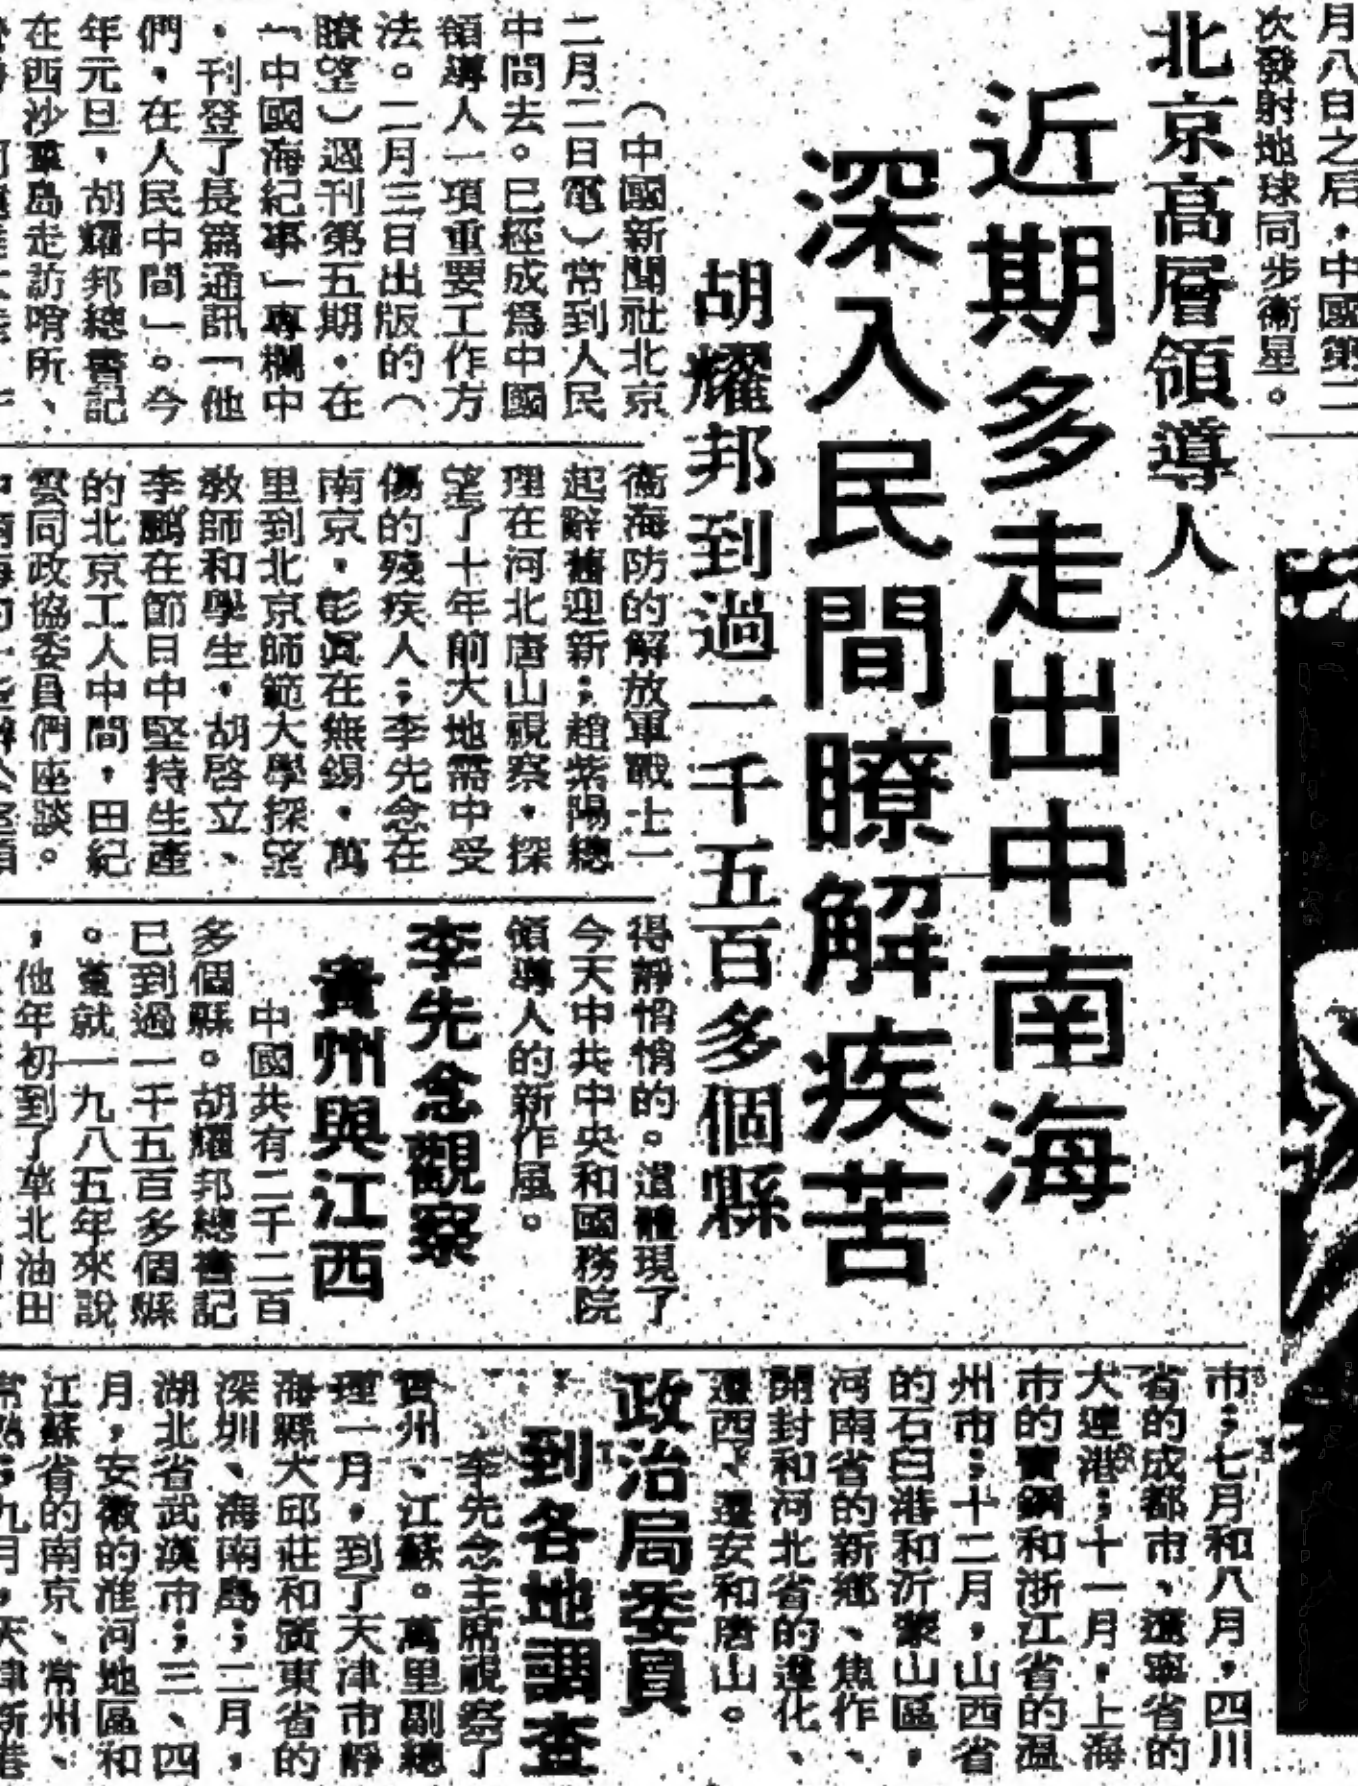 月八日之后，中國第二
次發射地球同步衛星。
北京高層領導人
近期多走出中南海
深入民間瞭解疾苦
胡耀邦到過一千五百多個縣
（中國新聞社北京
二月二日電）常到人民
中間去。已經成爲中國
領導人一項重要工作方
法。二月三日出版的（
瞭望）週刊第五期，在
「中國海紀事」專欄中
，刊登了長篇通訊「他
們，在人民中間」。今
年元旦，胡耀邦總書記
在西沙羣島走訪哨所、
衞海防的解放軍戰士一
起辭舊迎新；趙紫陽總
理在河北唐山視察，探
望了十年前大地震中受
傷的殘疾人；李先念在
南京，彭眞在無錫，萬
里到北京師範大學探望
教師和學生，胡啓立、
李鵬在節日中堅持生產
的北京工人中間，田紀
雲同政協委員們座談。
得靜悄悄的。這體現了
今天中共中央和國務院
領導人的新作風。
李先念觀察
貴州與江西
中國共有二千二百
多個縣。胡耀邦總書記
已到過一千五百多個縣
。董就一九八五年來說
，他年初到了華北油田
市；七月和八月，四川
省的成都市、遼寧省的
大連港；十一月，上海
市的寶鋼和浙江省的溫
州市；十二月，山西省
的石臼港和沂蒙山區，
河南省的新鄉、焦作、
開封和河北省的遵化、
遷西、遷安和唐山。
政治局委員
到各地調查
李先念主席視察了
貴州、江蘇。萬里副總
理一月，到了天津市靜
海縣大邱莊和廣東省的
深圳、海南島；二月，
湖北省武漢市；三、四
月，安徽的淮河地區和
江蘇省的南京、常州、
常熟；九月，天津新港